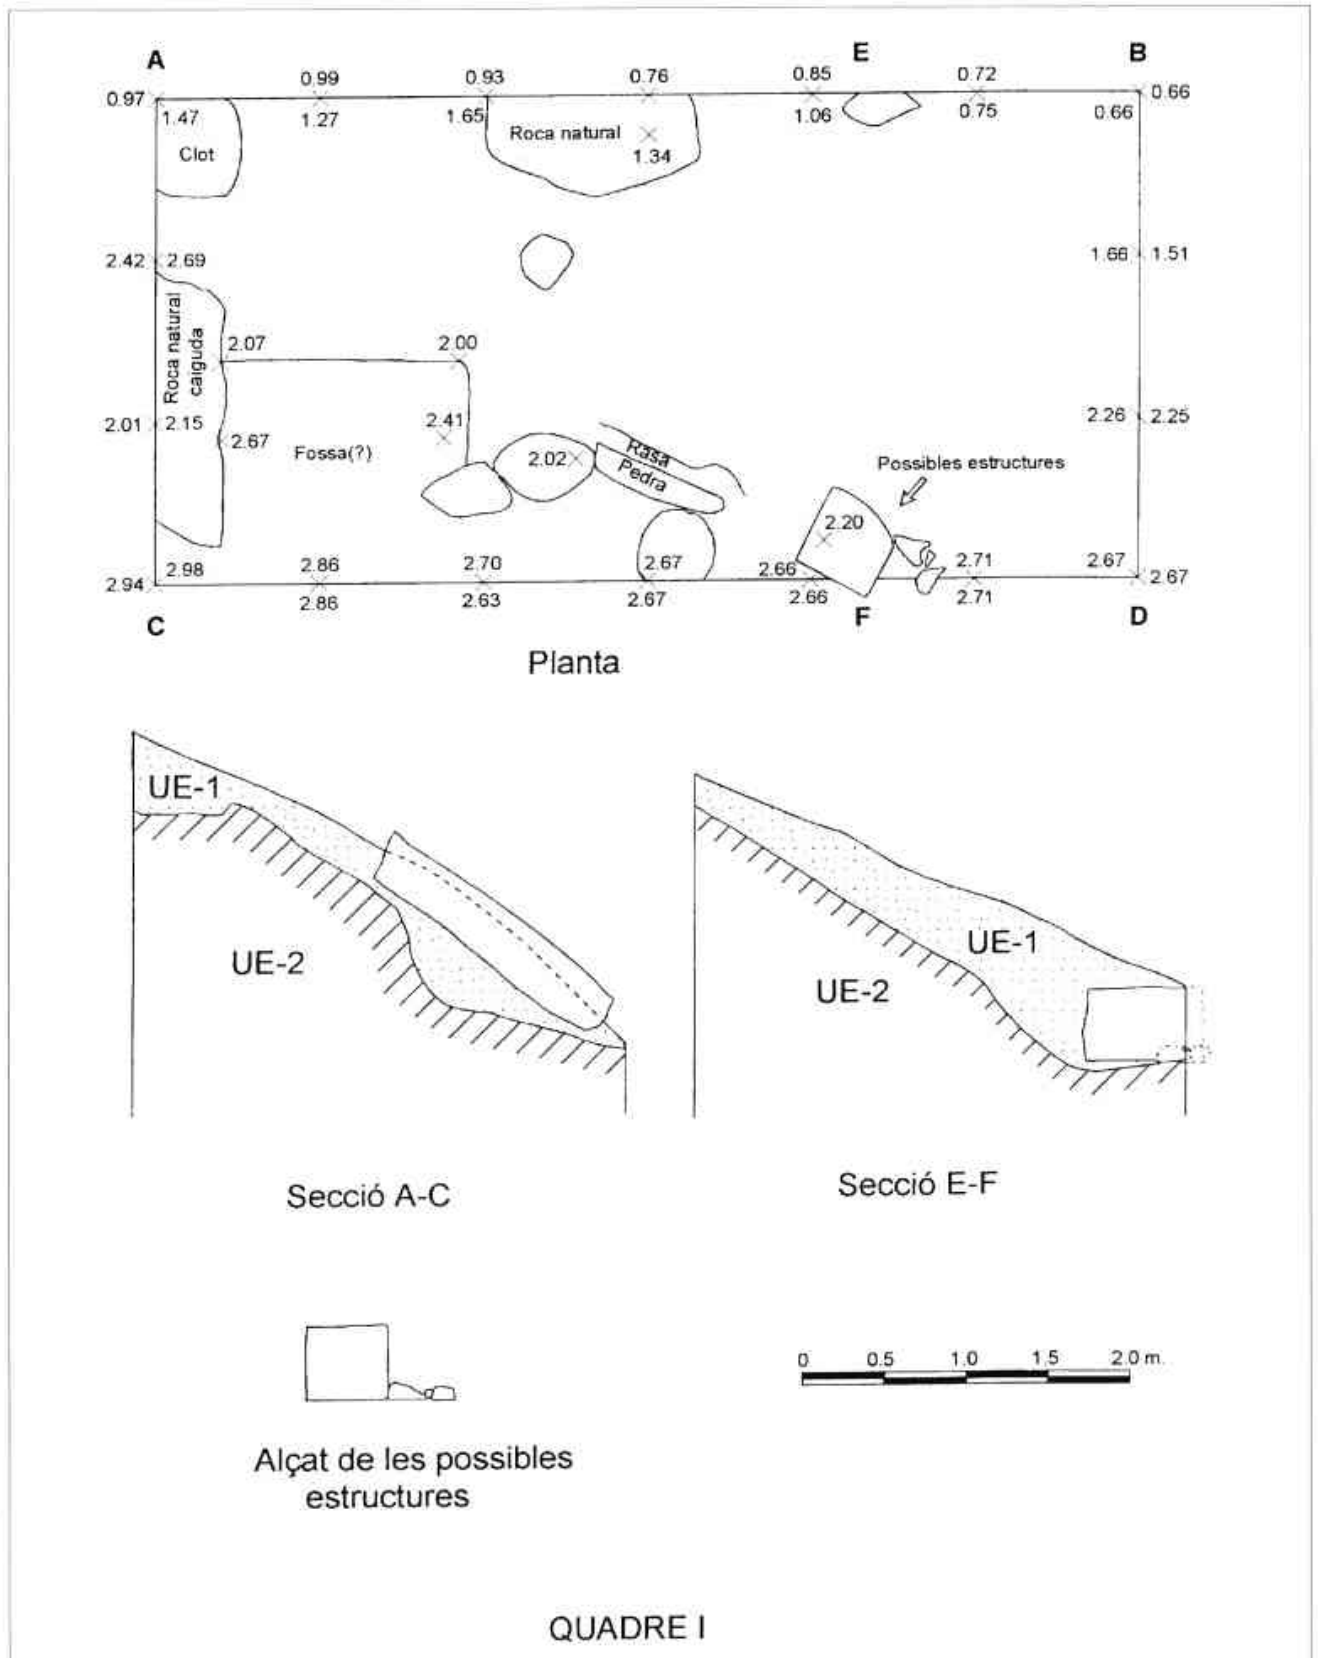 A E B
0.99 0.93 0.76 0.85 0.72
0.97 0.66
1.47 1.27 1.65 Roca natural 1.06 0.75 0.66
Clot 1.34
2.42 2.69 1.66 1.51
Roca natural
caiguda
2.07 2.00
2.01 2.15 2.41 2.26 2.25
2.67 Fossa(?) 2.02 Rasa
Pedra
Possibles estructures
2.20
2.98 2.86 2.70 2.67 2.66 2.71 2.67
2.94 2.67
2.86 2.63 2.67 2.66 2.71
C F D
Planta
UE-1
UE-2
UE-1
UE-2
Secció A-C
Secció E-F
0 0.5 1.0 1.5 2.0 m.
Alçat de les possibles
estructures
QUADRE I